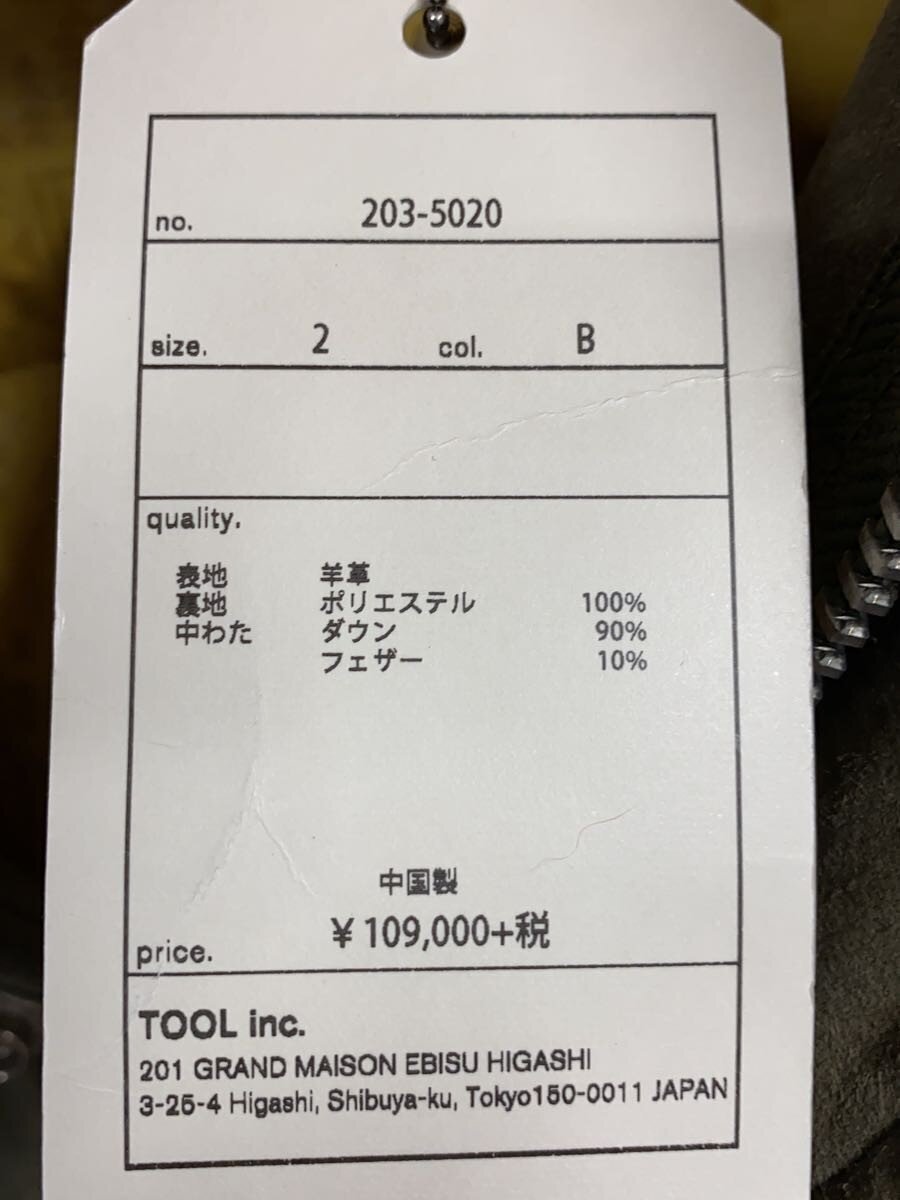 no. 203-5020
size. 2 col. B
quality.
表地 羊革
裏地 ポリエステル 100%
中わた ダウン 90%
フェザー 10%
中国製
price. ¥109,000+税
TOOL inc.
201 GRAND MAISON EBISU HIGASHI
3-25-4 Higashi, Shibuya-ku, Tokyo150-0011 JAPAN